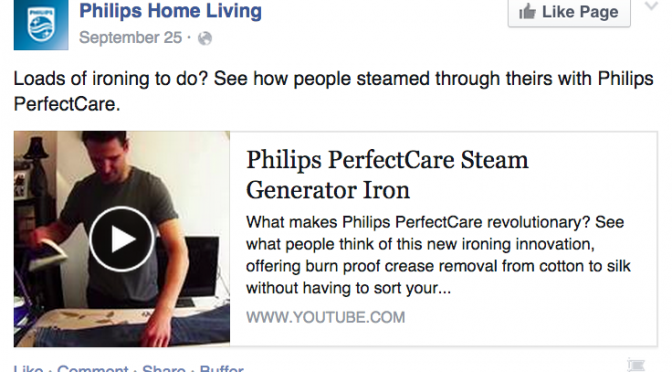 PHILIPS
Philips Home Living
September 25 ·
Like Page
Loads of ironing to do? See how people steamed through theirs with Philips
PerfectCare.
Philips PerfectCare Steam
Generator Iron
What makes Philips PerfectCare revolutionary? See
what people think of this new ironing innovation,
offering burn proof crease removal from cotton to silk
without having to sort your...
WWW.YOUTUBE.COM
Like · Comment · Share · Buffer